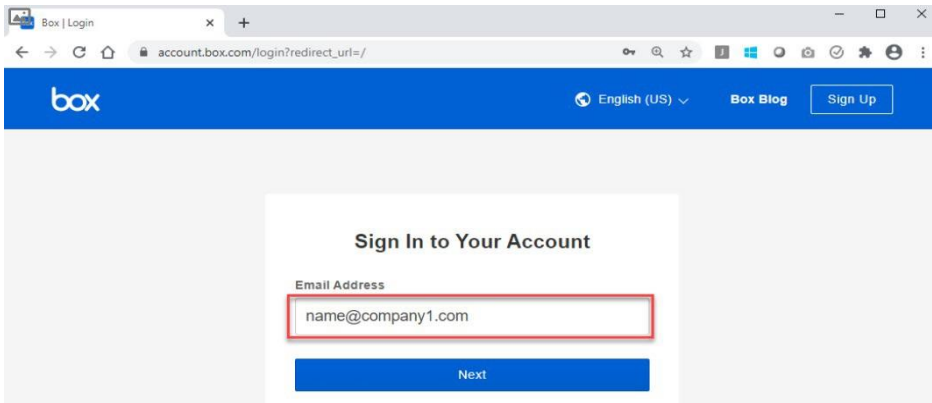 Box | Login
account.box.com/login?redirect_url=/
box
English (US)
Box Blog
Sign Up
Sign In to Your Account
Email Address
name@company1.com
Next